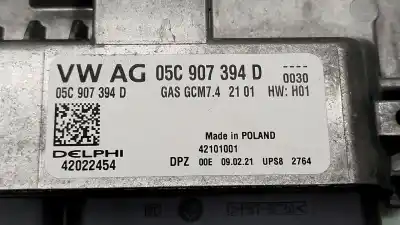 VW AG 05C 907 394 D ----
0030
05C 907 394 D GAS GCM7.4 21 01 HW: H01
Made in POLAND
DELPHI 42101001
42022454 DPZ 00E 09.02.21 UPS8 2764